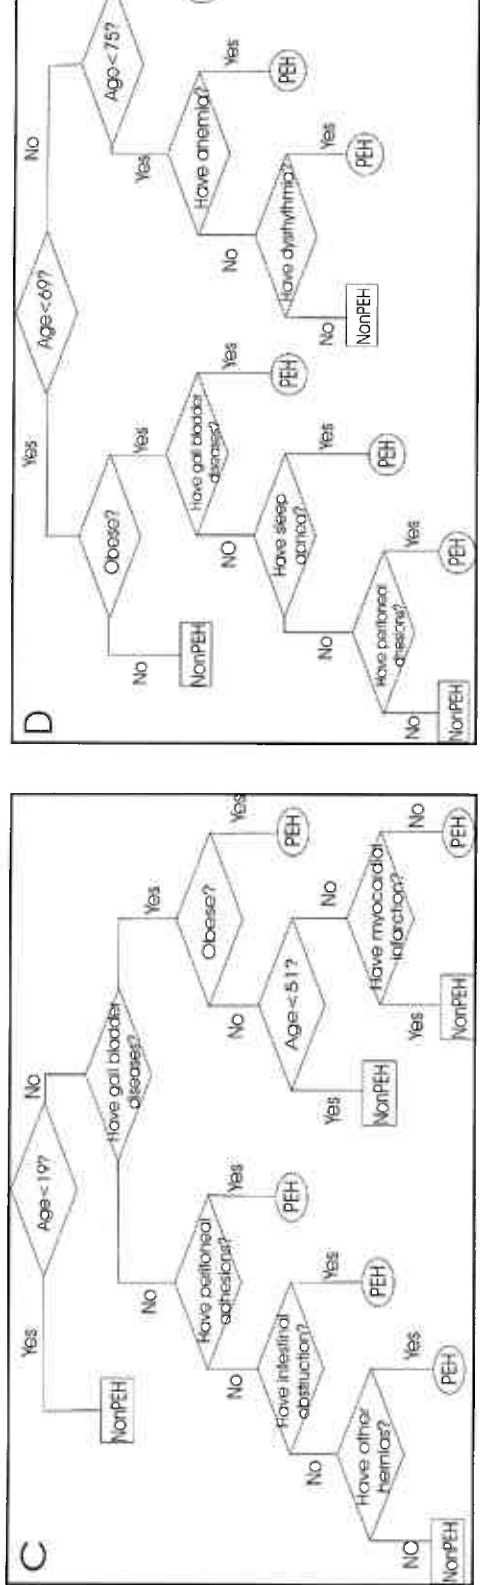 C
Age<19?
Yes
No
NonPEH
Have gall bladder
diseases?
No
Yes
Have peritoneal
adhesions?
Obese?
No
Yes
No
Yes
Have intestinal
obstruction?
PEH
Age<51?
PEH
No
Yes
Yes
No
Have other
hernias?
PEH
NonPEH
Have myocardial
infarction?
NO
Yes
Yes
No
NonPEH
PEH
NonPEH
PEH
D
Age<69?
Yes
No
Obese?
Age<75?
No
Yes
Yes
NonPEH
Have gall bladder
diseases?
Have anemia?
NO
Yes
No
Yes
Have sleep
apnea?
PEH
Have dysrhythmia?
PEH
No
Yes
No
Yes
Have peritoneal
dhesions?
PEH
NonPEH
PEH
No
Yes
NonPEH
PEH